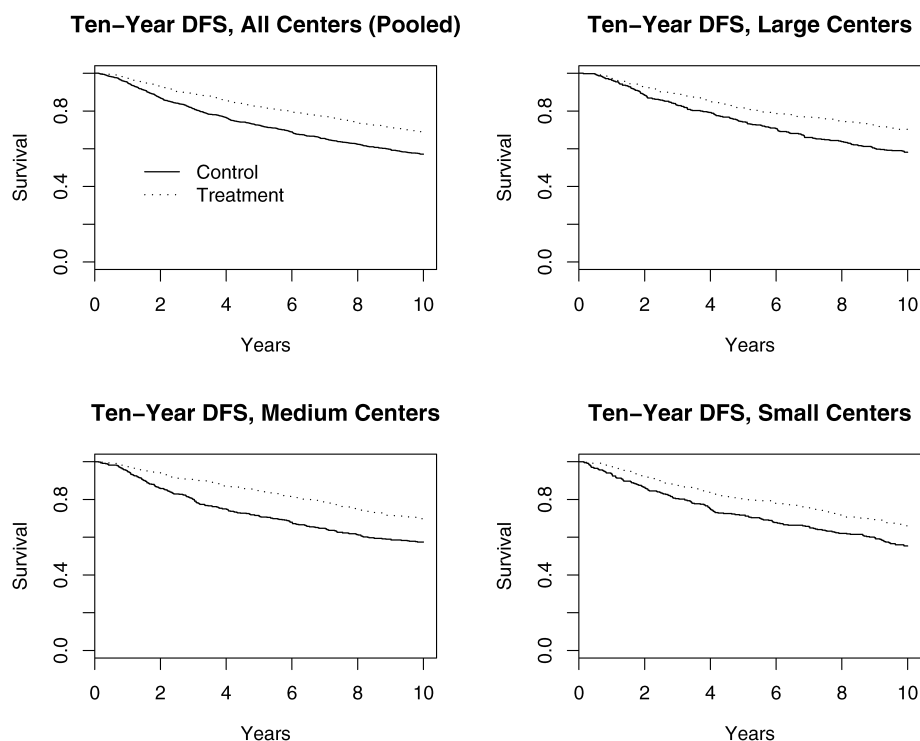 Ten−Year DFS, All Centers (Pooled)
Survival
0.0 0.4 0.8
Control
Treatment
0 2 4 6 8 10
Years
Ten−Year DFS, Large Centers
Survival
0.0 0.4 0.8
0 2 4 6 8 10
Years
Ten−Year DFS, Medium Centers
Survival
0.0 0.4 0.8
0 2 4 6 8 10
Years
Ten−Year DFS, Small Centers
Survival
0.0 0.4 0.8
0 2 4 6 8 10
Years